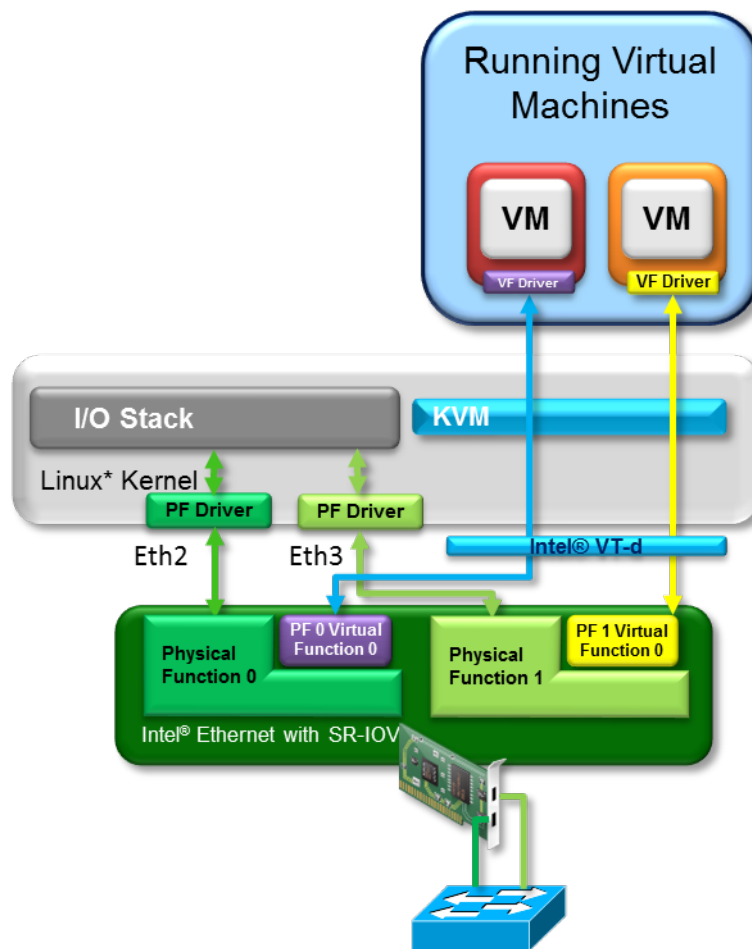 Running Virtual
Machines
VM
VM
VF Driver
VF Driver
I/O Stack
KVM
Linux* Kernel
PF Driver
PF Driver
Eth2
Eth3
Intel® VT-d
PF 0 Virtual
Function 0
PF 1 Virtual
Function 0
Physical
Function 0
Physical
Function 1
Intel® Ethernet with SR-IOV